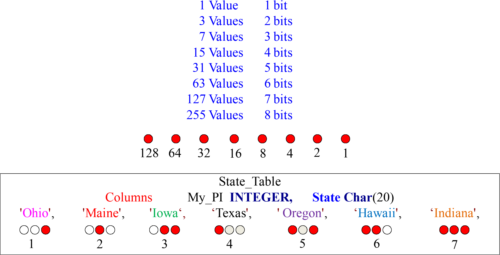 1 Value 1 bit
3 Values 2 bits
7 Values 3 bits
15 Values 4 bits
31 Values 5 bits
63 Values 6 bits
127 Values 7 bits
255 Values 8 bits
128 64 32 16 8 4 2 1
State_Table
Columns My_PI INTEGER, State Char(20)
'Ohio', 'Maine', 'Iowa‘, ‘Texas', ' Oregon', 'Hawaii', 'Indiana',
1 2 3 4 5 6 7